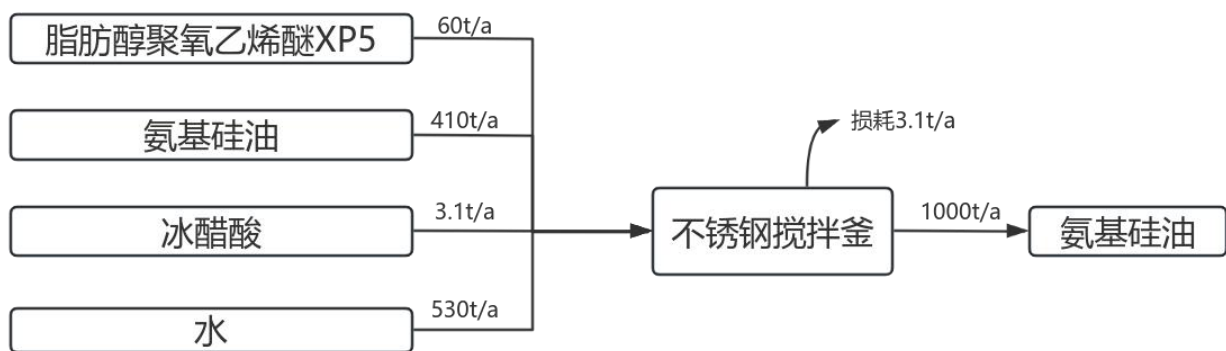 脂肪醇聚氧乙烯醚XP5
60t/a
氨基硅油
410t/a
损耗3.1t/a
冰醋酸
3.1t/a
不锈钢搅拌釜
1000t/a
氨基硅油
水
530t/a